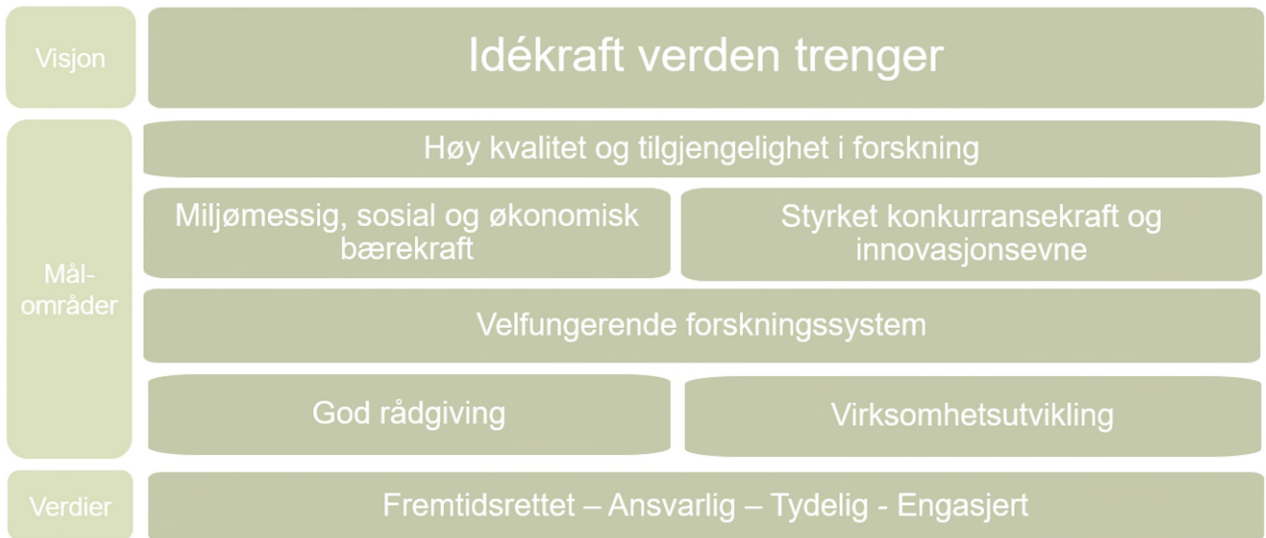 Visjon
Idékraft verden trenger
Høy kvalitet og tilgjengelighet i forskning
Mål-
områder
Miljømessig, sosial og økonomisk
bærekraft
Styrket konkurransekraft og
innovasjonsevne
Velfungerende forskningssystem
God rådgiving
Virksomhetsutvikling
Verdier
Fremtidsrettet – Ansvarlig – Tydelig - Engasjert